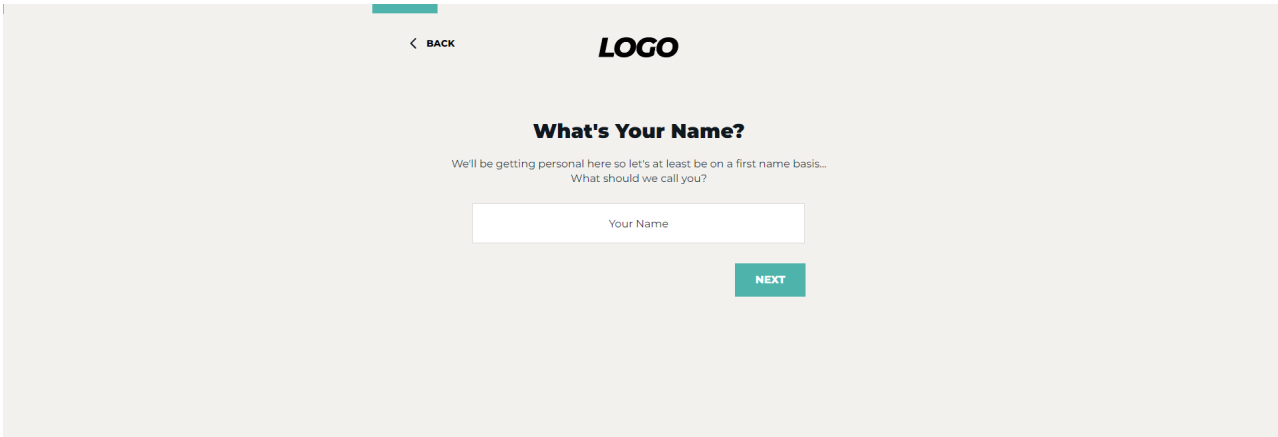 BACK
LOGO
What's Your Name?
We'll be getting personal here so let's at least be on a first name basis...
What should we call you?
Your Name
NEXT